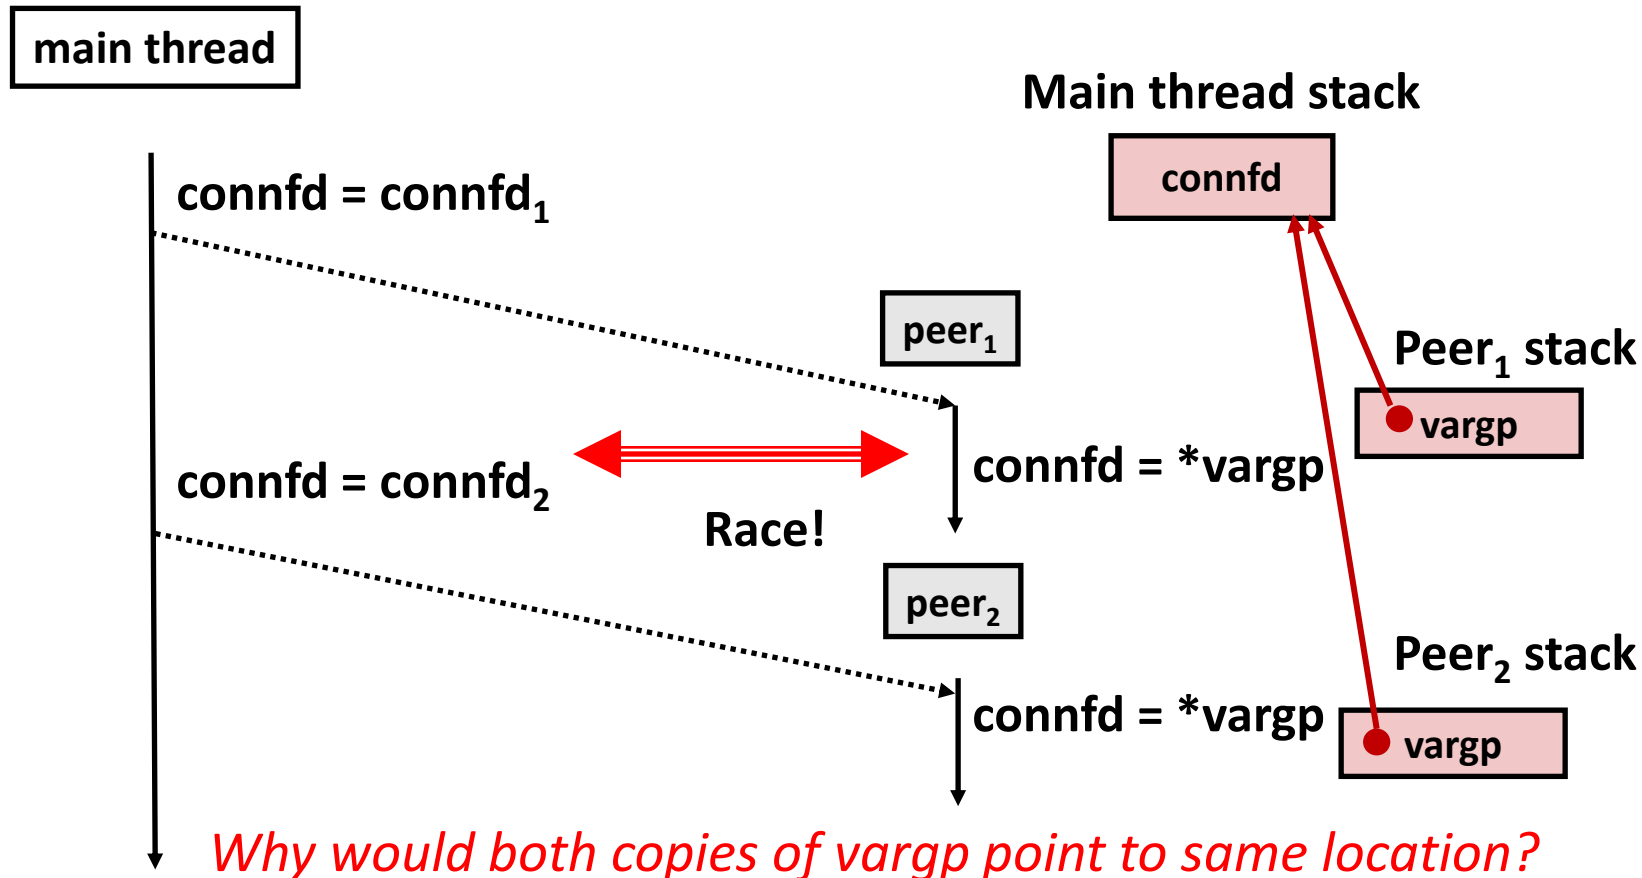 main thread
Main thread stack
connfd
connfd = connfd₁
peer₁
Peer₁ stack
vargp
connfd = *vargp
connfd = connfd₂
Race!
peer₂
Peer₂ stack
connfd = *vargp
vargp
Why would both copies of vargp point to same location?